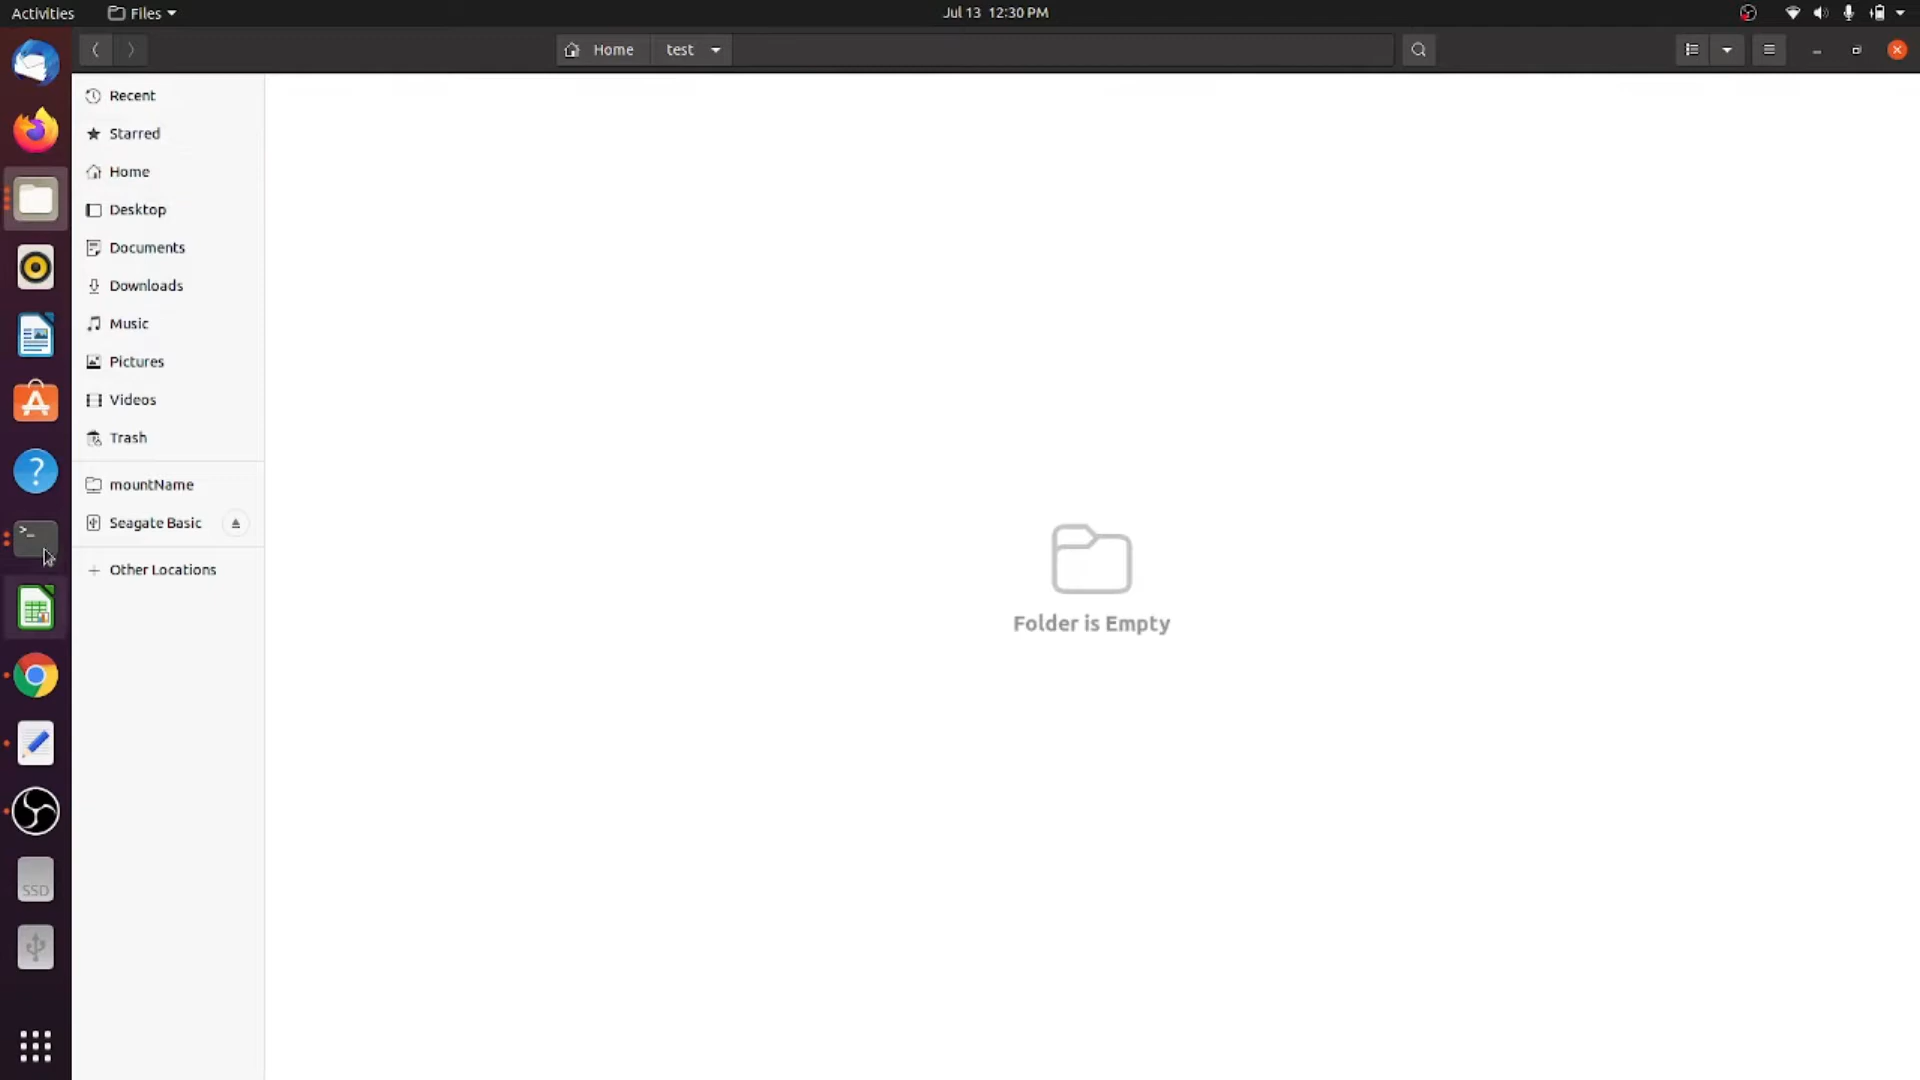 Activities
Files
Jul 13 12:30 PM
Home
test
Recent
Starred
Home
Desktop
Documents
Downloads
Music
Pictures
Videos
Trash
mountName
Seagate Basic
Other Locations
Folder is Empty
>_
?
SSD